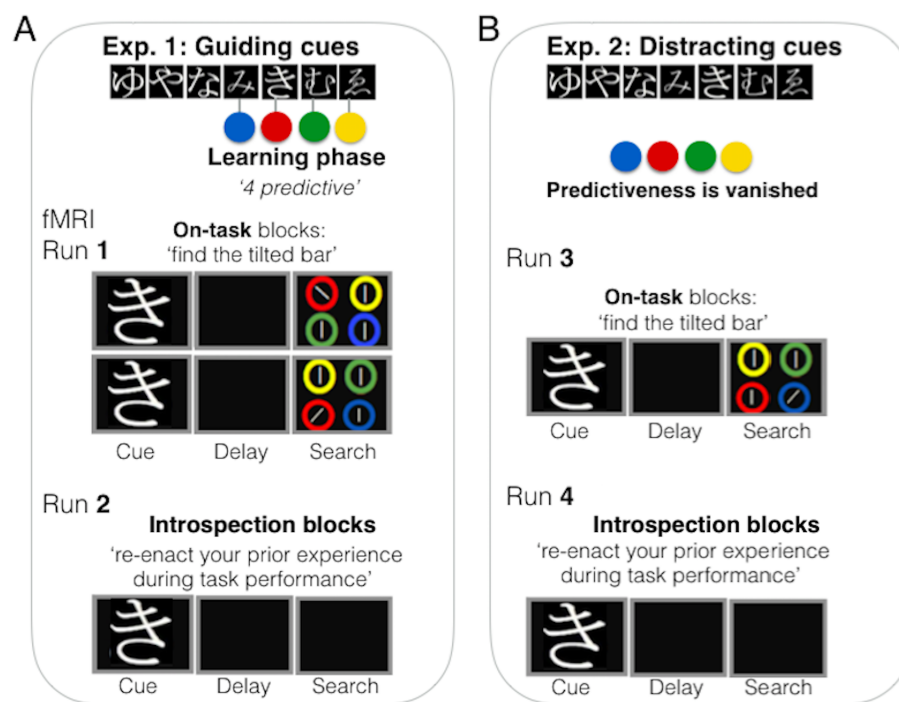 A
Exp. 1: Guiding cues
ゆ や な み き む ゑ
Learning phase
‘4 predictive’
fMRI
Run 1
On-task blocks:
‘find the tilted bar’
き
き
Cue Delay Search
Run 2
Introspection blocks
‘re-enact your prior experience
during task performance’
き
Cue Delay Search
B
Exp. 2: Distracting cues
ゆ や な み き む ゑ
Predictiveness is vanished
Run 3
On-task blocks:
‘find the tilted bar’
き
Cue Delay Search
Run 4
Introspection blocks
‘re-enact your prior experience
during task performance’
き
Cue Delay Search